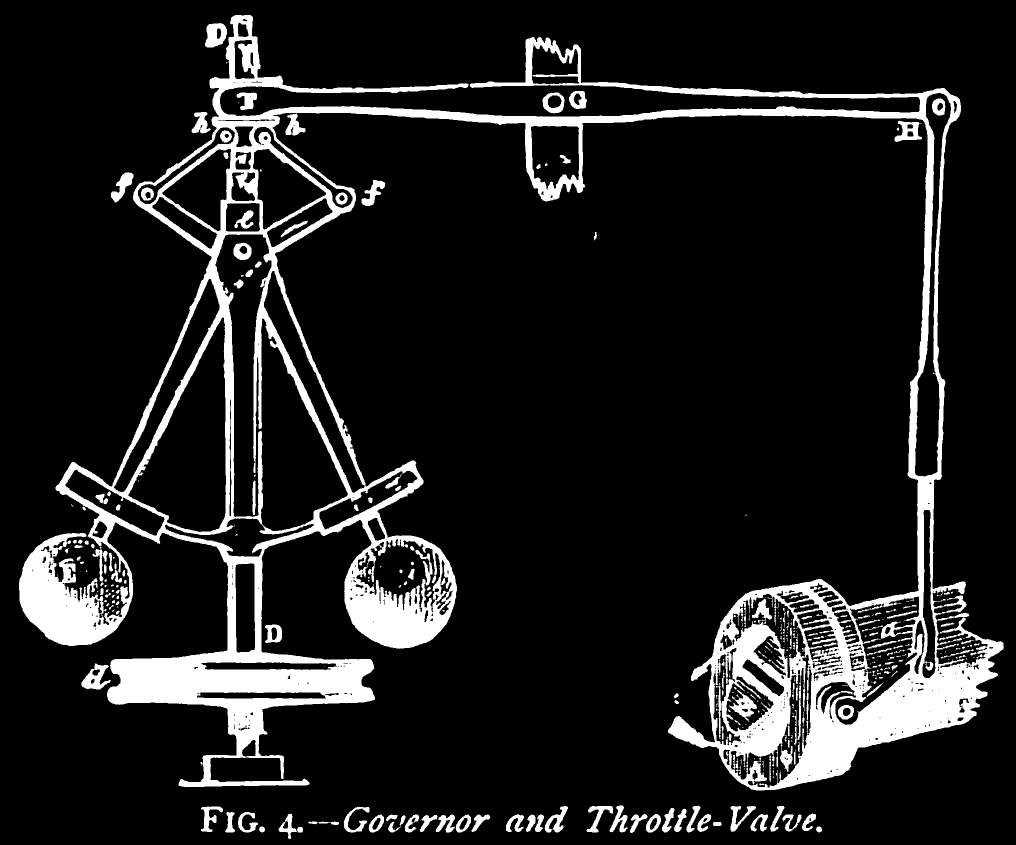 D
F
G
h
h
H
f
f
e
A
a
D
d
Z
A
FIG. 4.—Governor and Throttle-Valve.